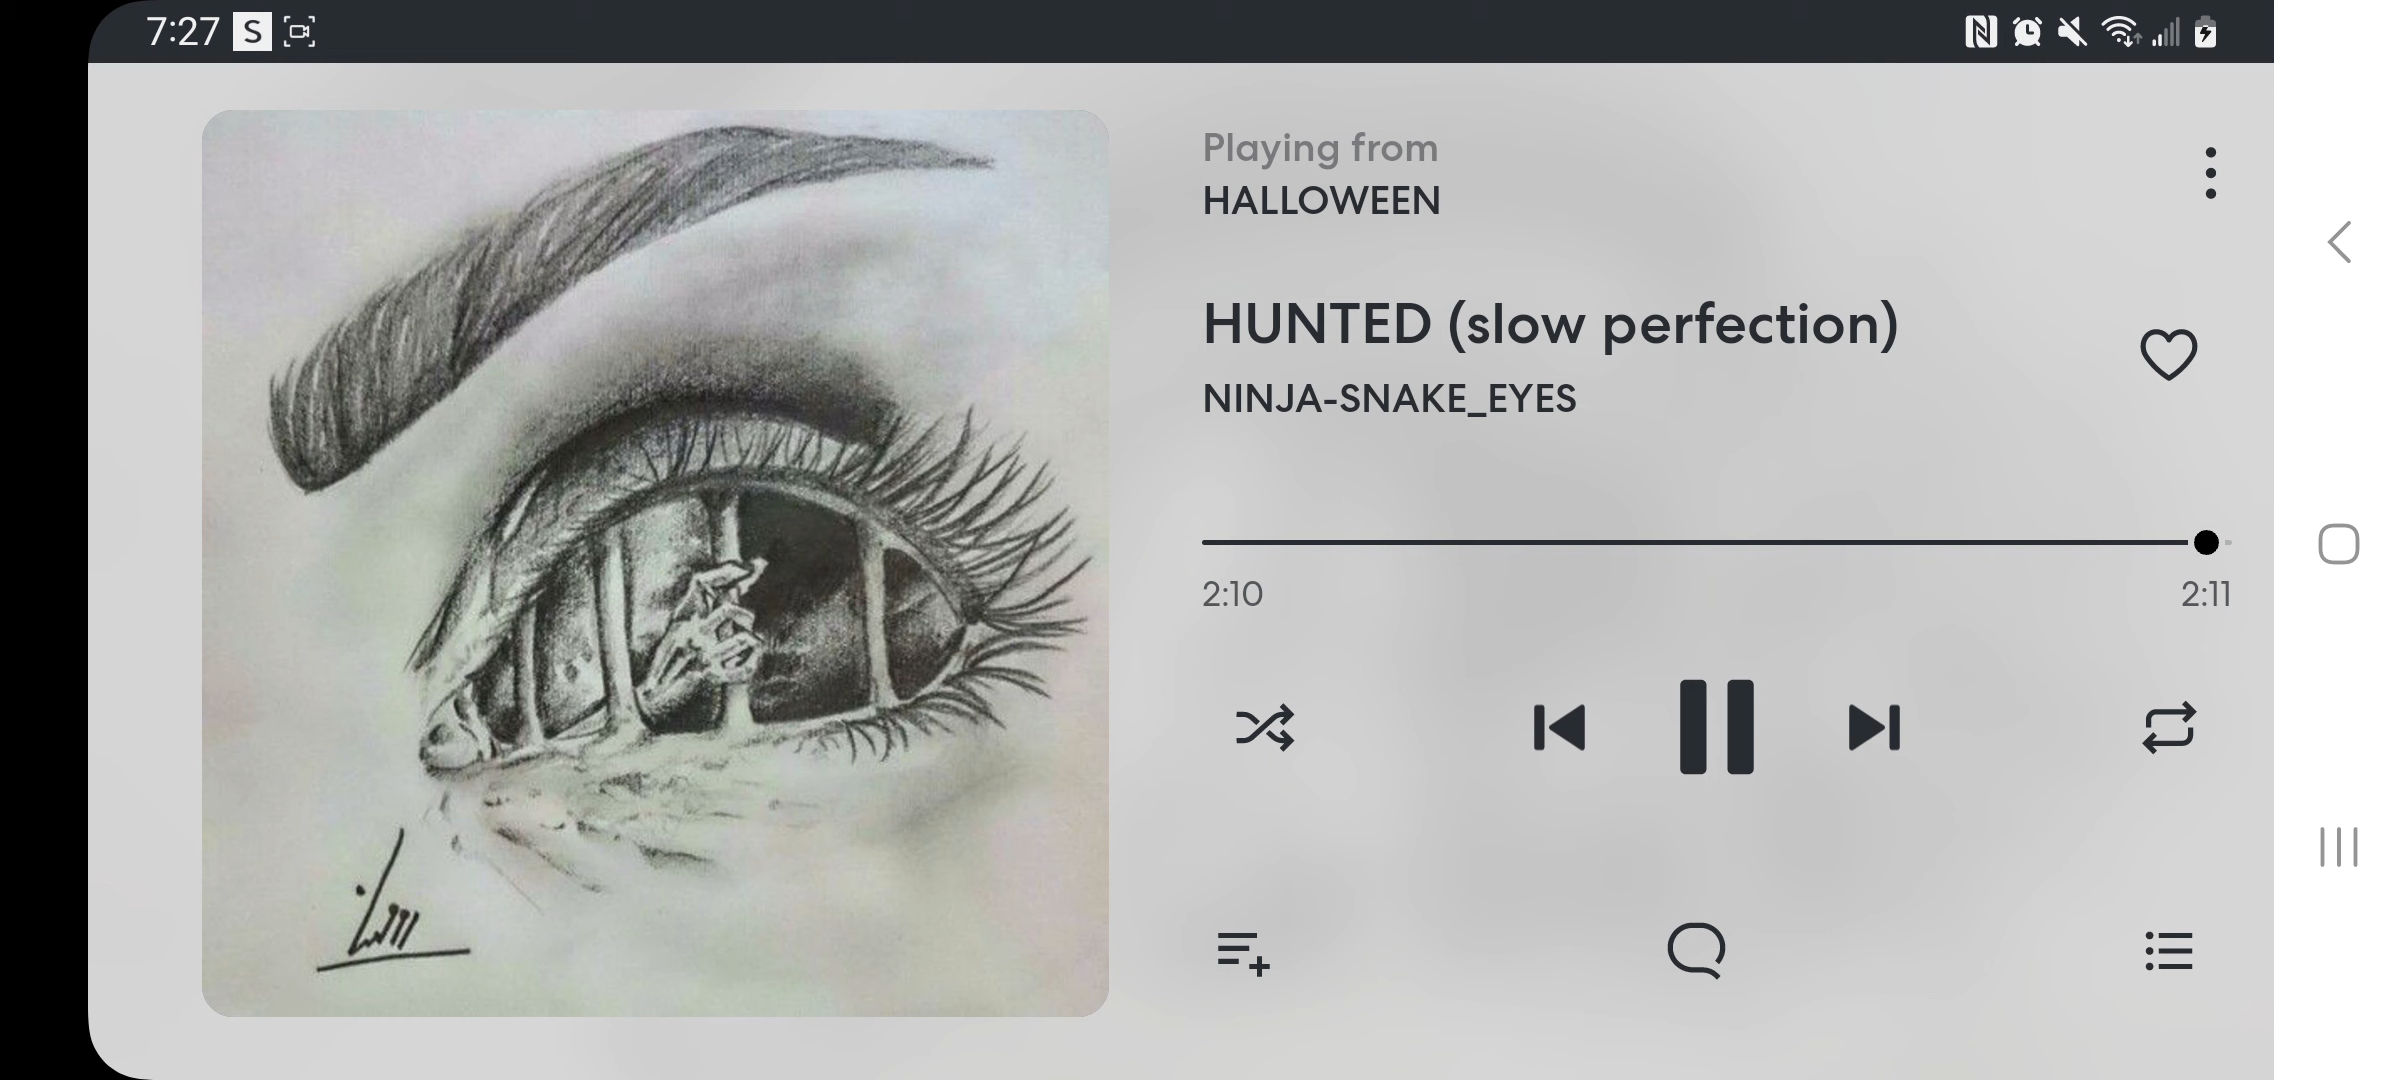 7:27 S
Playing from
HALLOWEEN
HUNTED (slow perfection)
NINJA-SNAKE_EYES
2:10
2:11